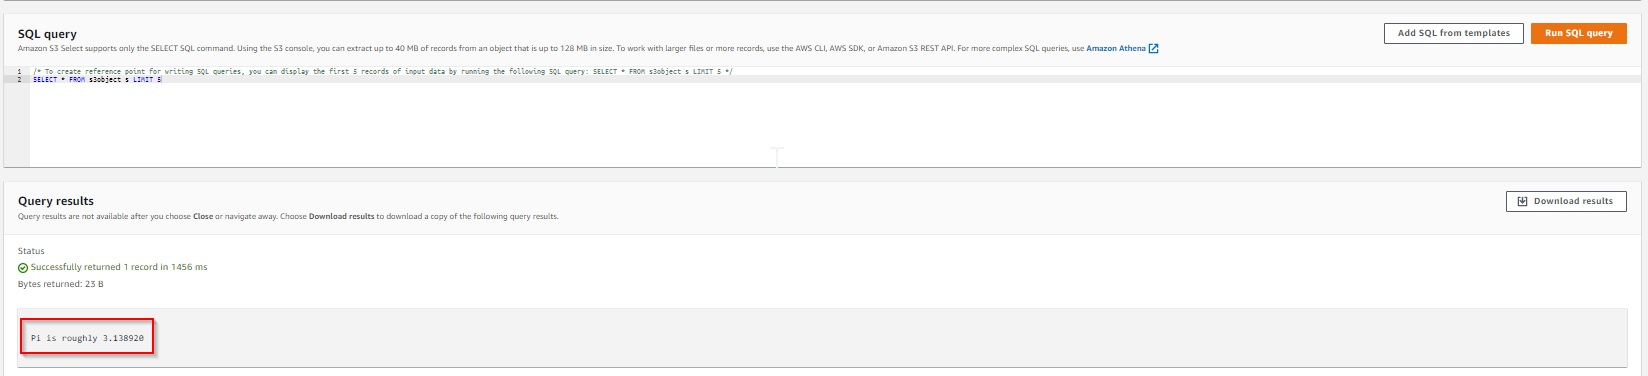 SQL query
Amazon S3 Select supports only the SELECT SQL command. Using the S3 console, you can extract up to 40 MB of records from an object that is up to 128 MB in size. To work with larger files or more records, use the AWS CLI, AWS SDK, or Amazon S3 REST API. For more complex SQL queries, use Amazon Athena
Add SQL from templates
Run SQL query
1 /* To create reference point for writing SQL queries, you can display the first 5 records of input data by running the following SQL query: SELECT * FROM s3object s LIMIT 5 */
2 SELECT * FROM s3object s LIMIT 5
Query results
Query results are not available after you choose Close or navigate away. Choose Download results to download a copy of the following query results.
Download results
Status
Successfully returned 1 record in 1456 ms
Bytes returned: 23 B
Pi is roughly 3.138920